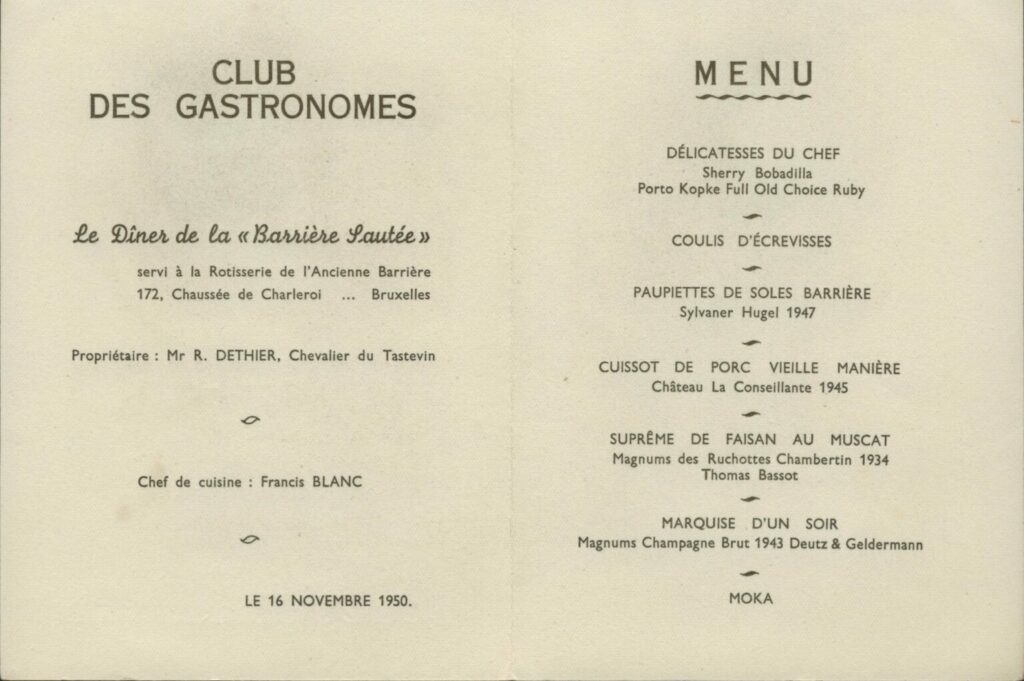 CLUB
DES GASTRONOMES
Le Dîner de la « Barrière Sautée »
servi à la Rotisserie de l'Ancienne Barrière
172, Chaussée de Charleroi ... Bruxelles
Propriétaire : Mr R. DETHIER, Chevalier du Tastevin
Chef de cuisine : Francis BLANC
LE 16 NOVEMBRE 1950.
MENU
DÉLICATESSES DU CHEF
Sherry Bobadilla
Porto Kopke Full Old Choice Ruby
COULIS D'ÉCREVISSES
PAUPIETTES DE SOLES BARRIÈRE
Sylvaner Hugel 1947
CUISSOT DE PORC VIEILLE MANIÈRE
Château La Conseillante 1945
SUPRÊME DE FAISAN AU MUSCAT
Magnums des Ruchottes Chambertin 1934
Thomas Bassot
MARQUISE D'UN SOIR
Magnums Champagne Brut 1943 Deutz & Geldermann
MOKA